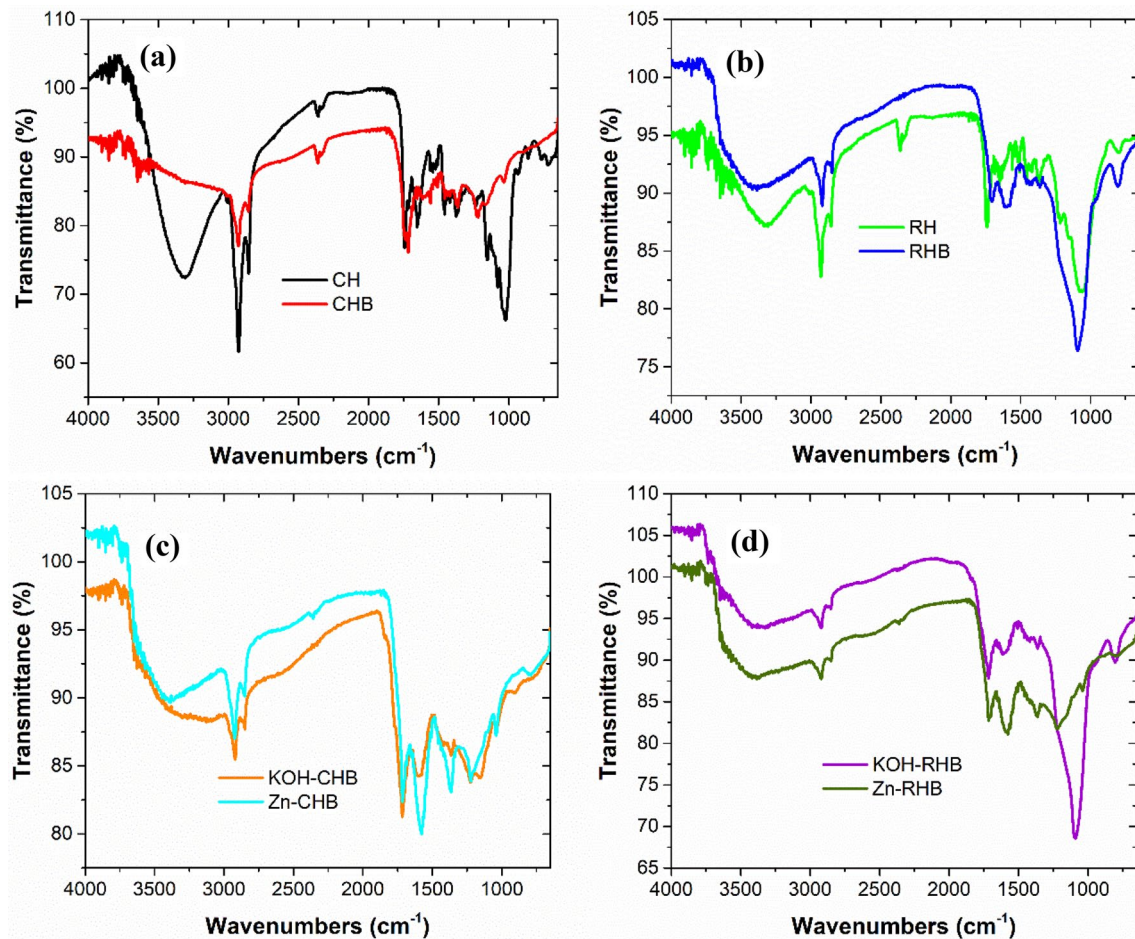 (a)
110
100
90
80
70
60
Transmittance (%)
CH
CHB
4000 3500 3000 2500 2000 1500 1000
Wavenumbers (cm⁻¹)
(b)
105
100
95
90
85
80
75
Transmittance (%)
RH
RHB
4000 3500 3000 2500 2000 1500 1000
Wavenumbers (cm⁻¹)
(c)
105
100
95
90
85
80
Transmittance (%)
KOH-CHB
Zn-CHB
4000 3500 3000 2500 2000 1500 1000
Wavenumbers (cm⁻¹)
(d)
110
105
100
95
90
85
80
75
70
65
Transmittance (%)
KOH-RHB
Zn-RHB
4000 3500 3000 2500 2000 1500 1000
Wavenumbers (cm⁻¹)